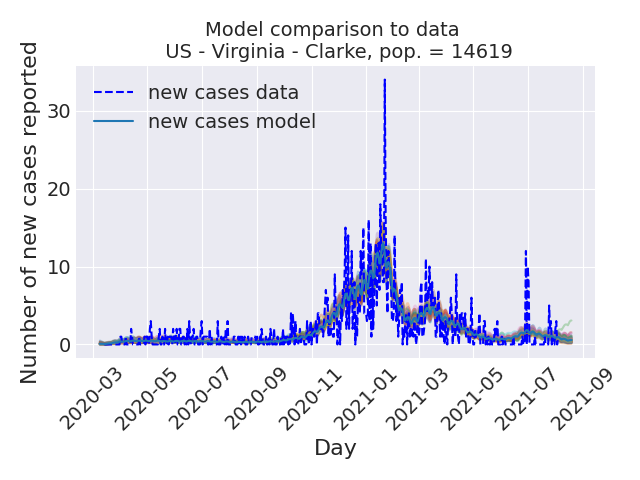 Model comparison to data
US - Virginia - Clarke, pop. = 14619
Number of new cases reported
30
20
10
0
new cases data
new cases model
2020-03
2020-05
2020-07
2020-09
2020-11
2021-01
2021-03
2021-05
2021-07
2021-09
Day